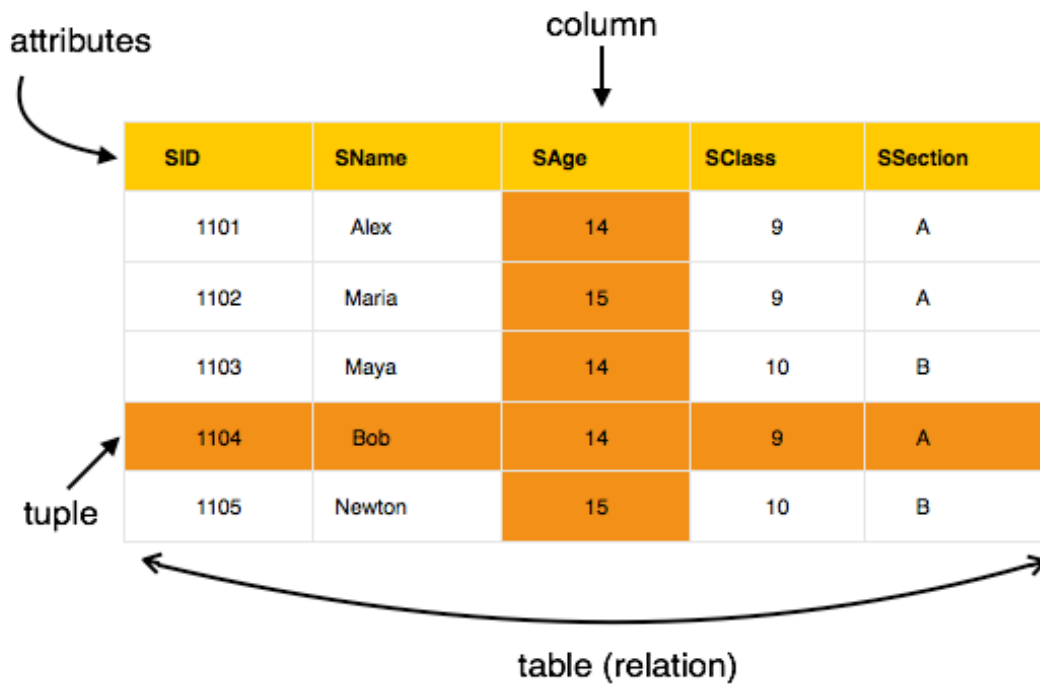 column
attributes
SID SName SAge SClass SSection
1101 Alex 14 9 A
1102 Maria 15 9 A
1103 Maya 14 10 B
1104 Bob 14 9 A
tuple
1105 Newton 15 10 B
table (relation)